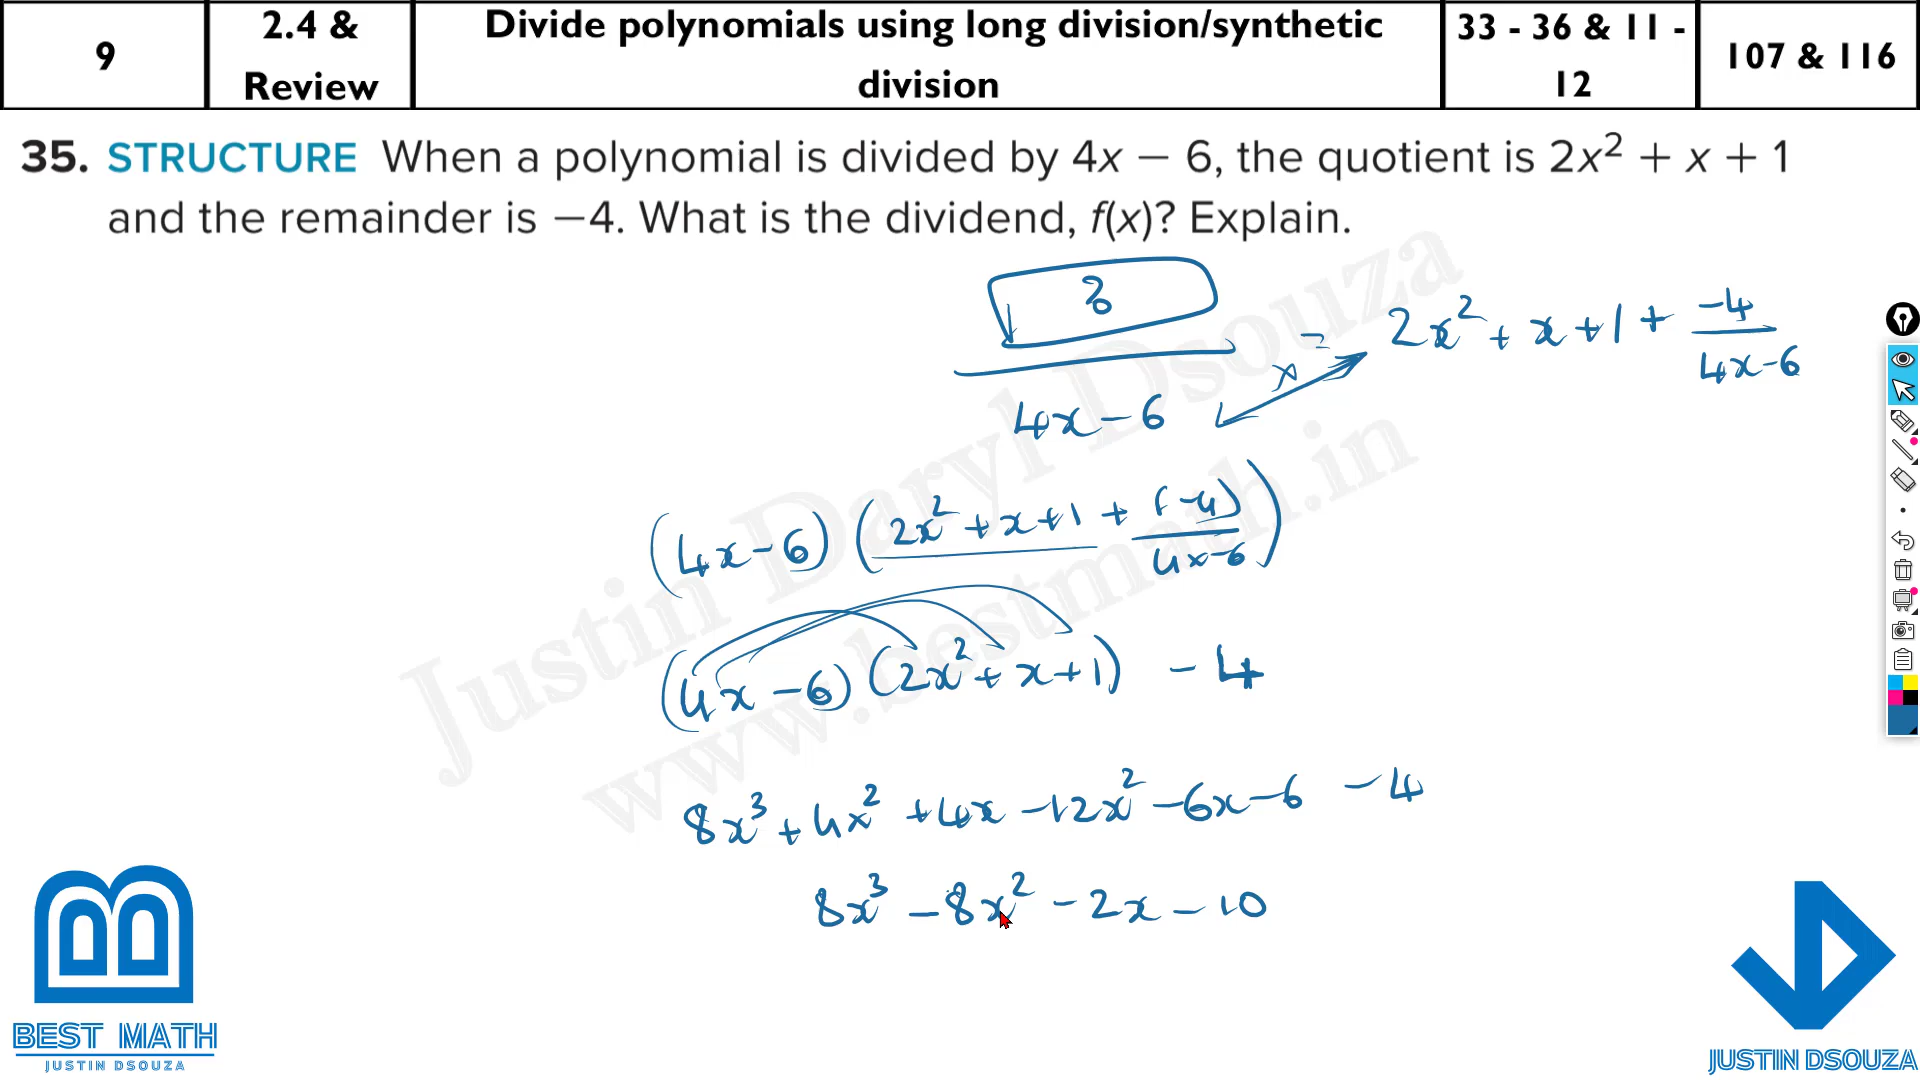 9
2.4 &
Review
Divide polynomials using long division/synthetic
division
33 - 36 & 11 -
12
107 & 116
35. STRUCTURE When a polynomial is divided by 4x − 6, the quotient is 2x² + x + 1
and the remainder is −4. What is the dividend, f(x)? Explain.
?
4x - 6
x
= 2x² + x + 1 + -4
4x-6
(4x - 6) (2x² + x + 1 + (-4)
4x-6)
(4x - 6) (2x² + x + 1) - 4
8x³ + 4x² + 4x - 12x² - 6x - 6 - 4
8x³ - 8x² - 2x - 10
Justin Daryl Dsouza
www.bestmath.in
BEST MATH
JUSTIN DSOUZA
JUSTIN DSOUZA